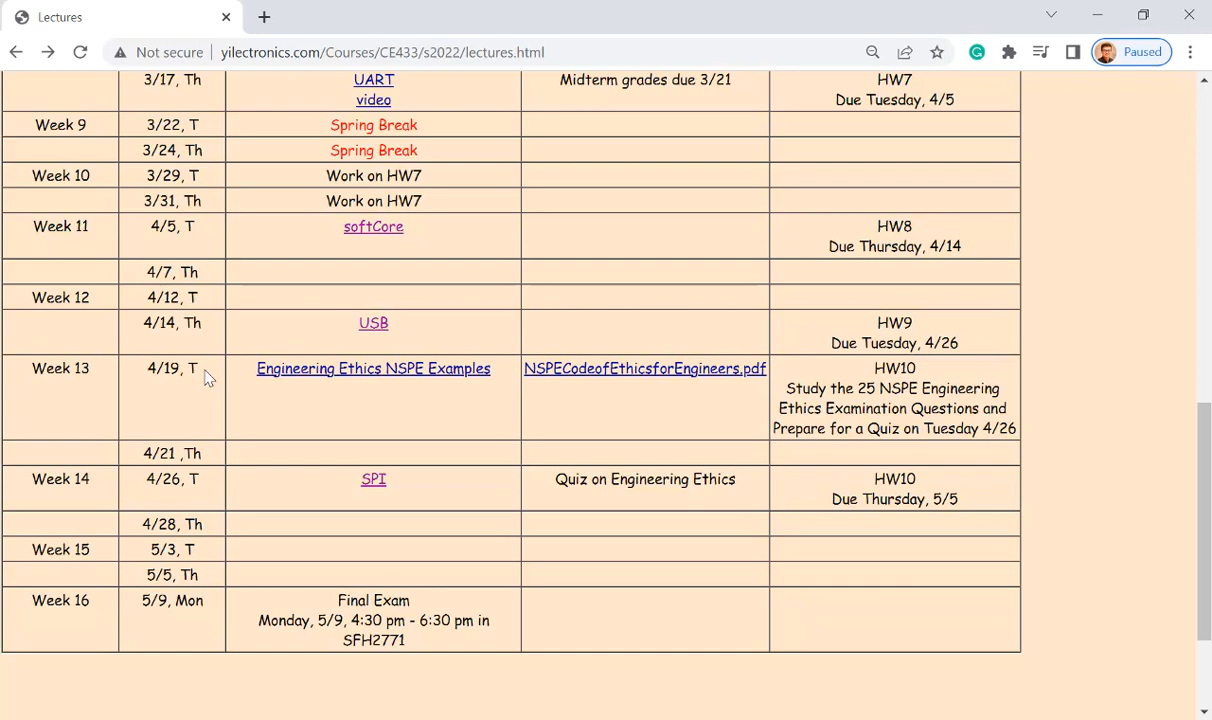 Lectures
Not secure yilectronics.com/Courses/CE433/s2022/lectures.html Paused
3/17, Th UART Midterm grades due 3/21 HW7
video Due Tuesday, 4/5
Week 9 3/22, T Spring Break
3/24, Th Spring Break
Week 10 3/29, T Work on HW7
3/31, Th Work on HW7
Week 11 4/5, T softCore HW8
Due Thursday, 4/14
4/7, Th
Week 12 4/12, T
4/14, Th USB HW9
Due Tuesday, 4/26
Week 13 4/19, T Engineering Ethics NSPE Examples NSPECodeofEthicsforEngineers.pdf HW10
Study the 25 NSPE Engineering
Ethics Examination Questions and
Prepare for a Quiz on Tuesday 4/26
4/21 ,Th
Week 14 4/26, T SPI Quiz on Engineering Ethics HW10
Due Thursday, 5/5
4/28, Th
Week 15 5/3, T
5/5, Th
Week 16 5/9, Mon Final Exam
Monday, 5/9, 4:30 pm - 6:30 pm in
SFH2771